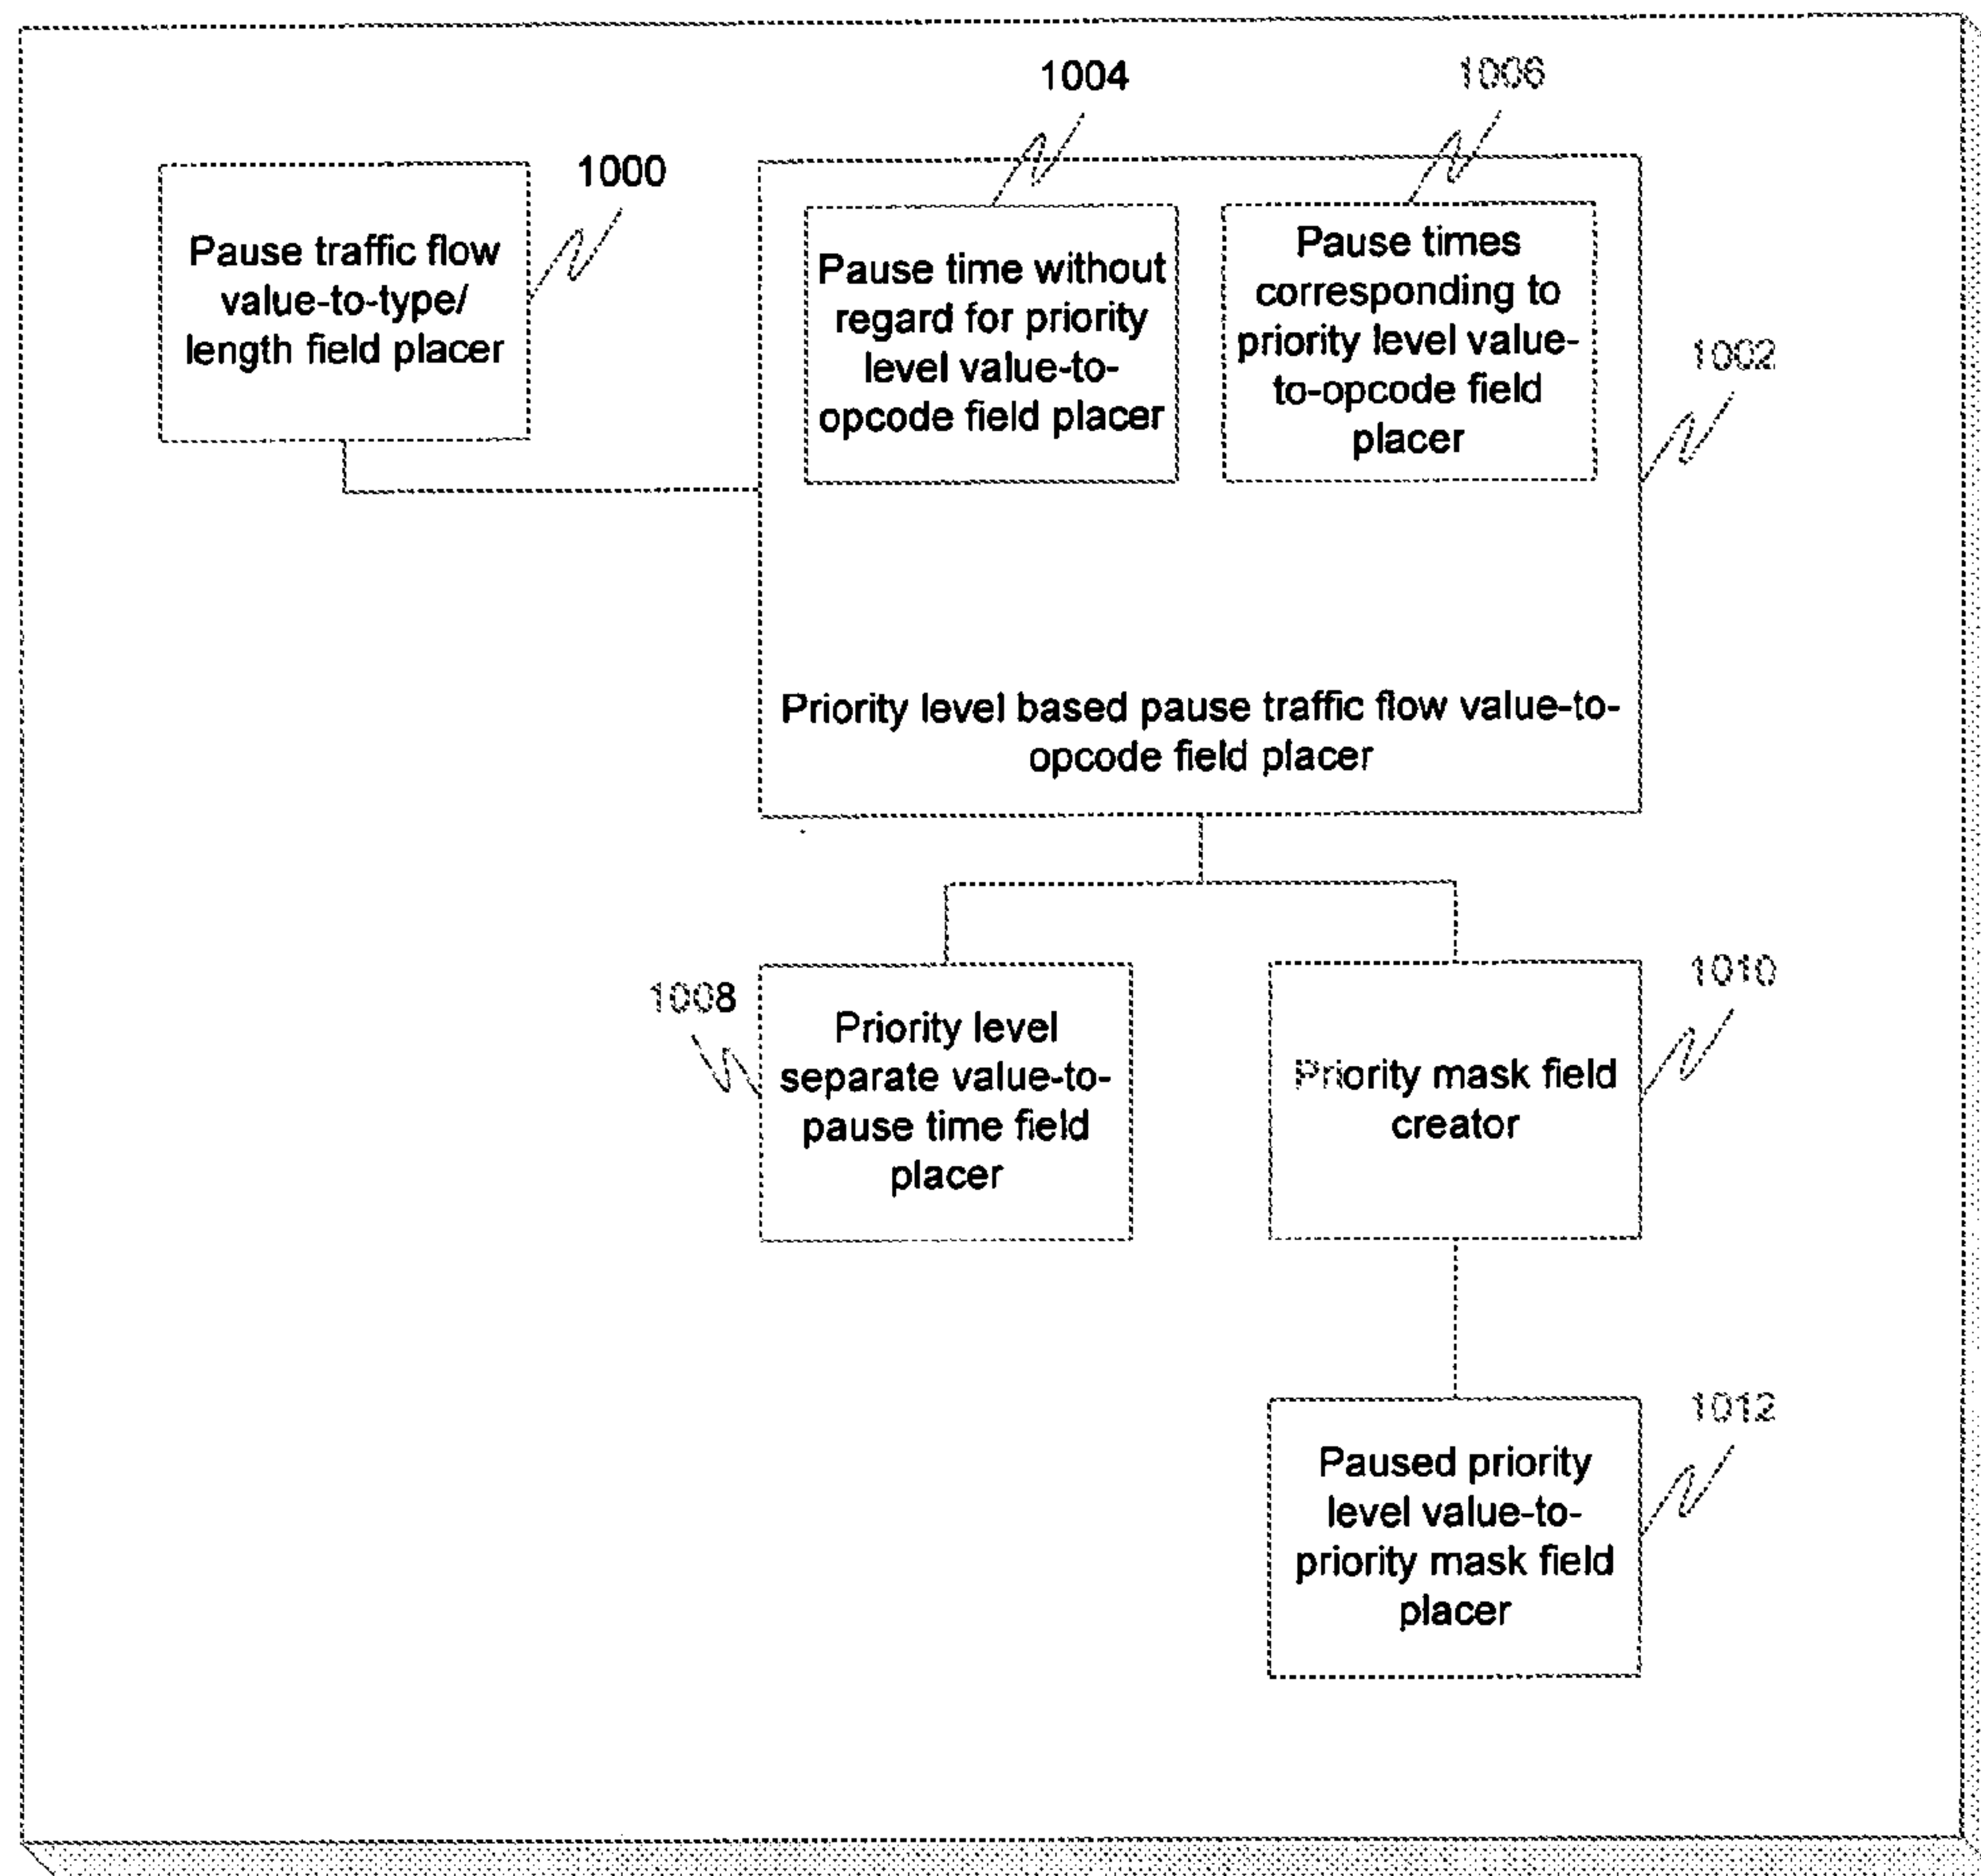 1004
1006
1000
Pause traffic flow
value-to-type/
length field placer
Pause time without
regard for priority
level value-to-
opcode field placer
Pause times
corresponding to
priority level value-
to-opcode field
placer
1002
Priority level based pause traffic flow value-to-
opcode field placer
1008
Priority level
separate value-to-
pause time field
placer
1010
Priority mask field
creator
1012
Paused priority
level value-to-
priority mask field
placer